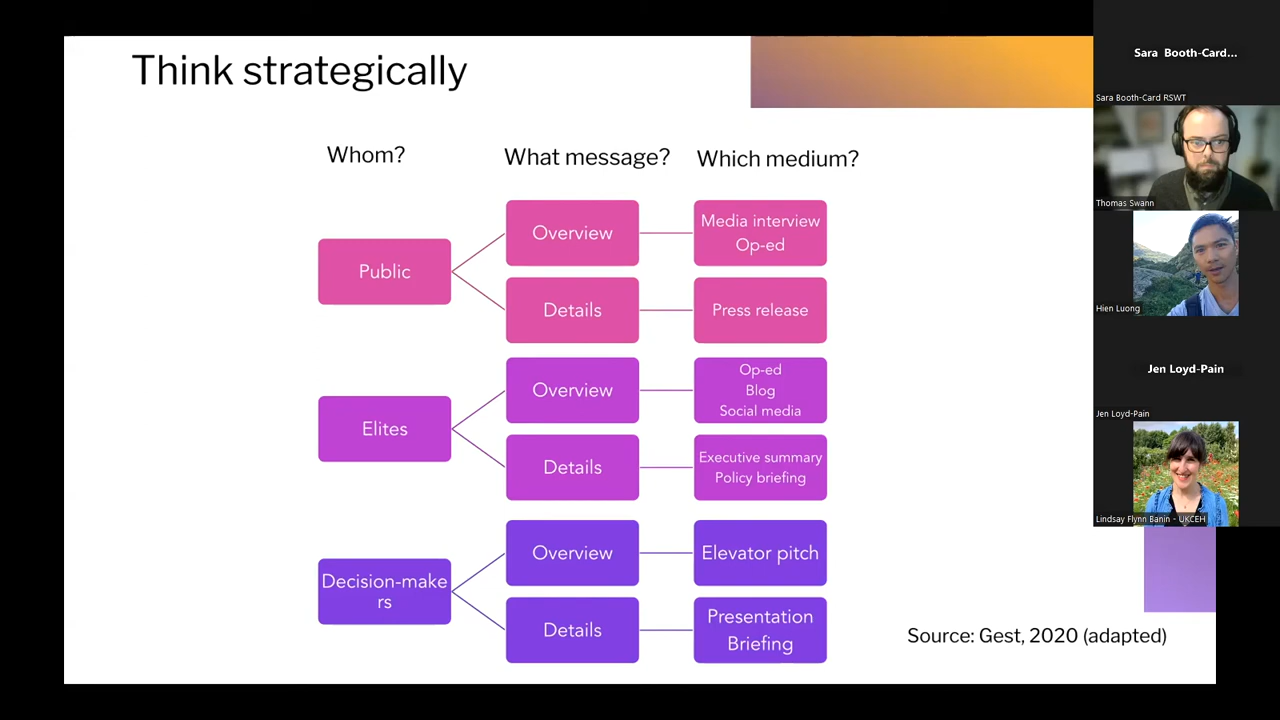 Think strategically
Whom?
What message?
Which medium?
Public
Overview
Media interview
Op-ed
Details
Press release
Elites
Overview
Op-ed
Blog
Social media
Details
Executive summary
Policy briefing
Decision-make
rs
Overview
Elevator pitch
Details
Presentation
Briefing
Source: Gest, 2020 (adapted)
Sara Booth-Card...
Sara Booth-Card RSWT
Thomas Swann
Hien Luong
Jen Loyd-Pain
Jen Loyd-Pain
Lindsay Flynn Banin - UKCEH